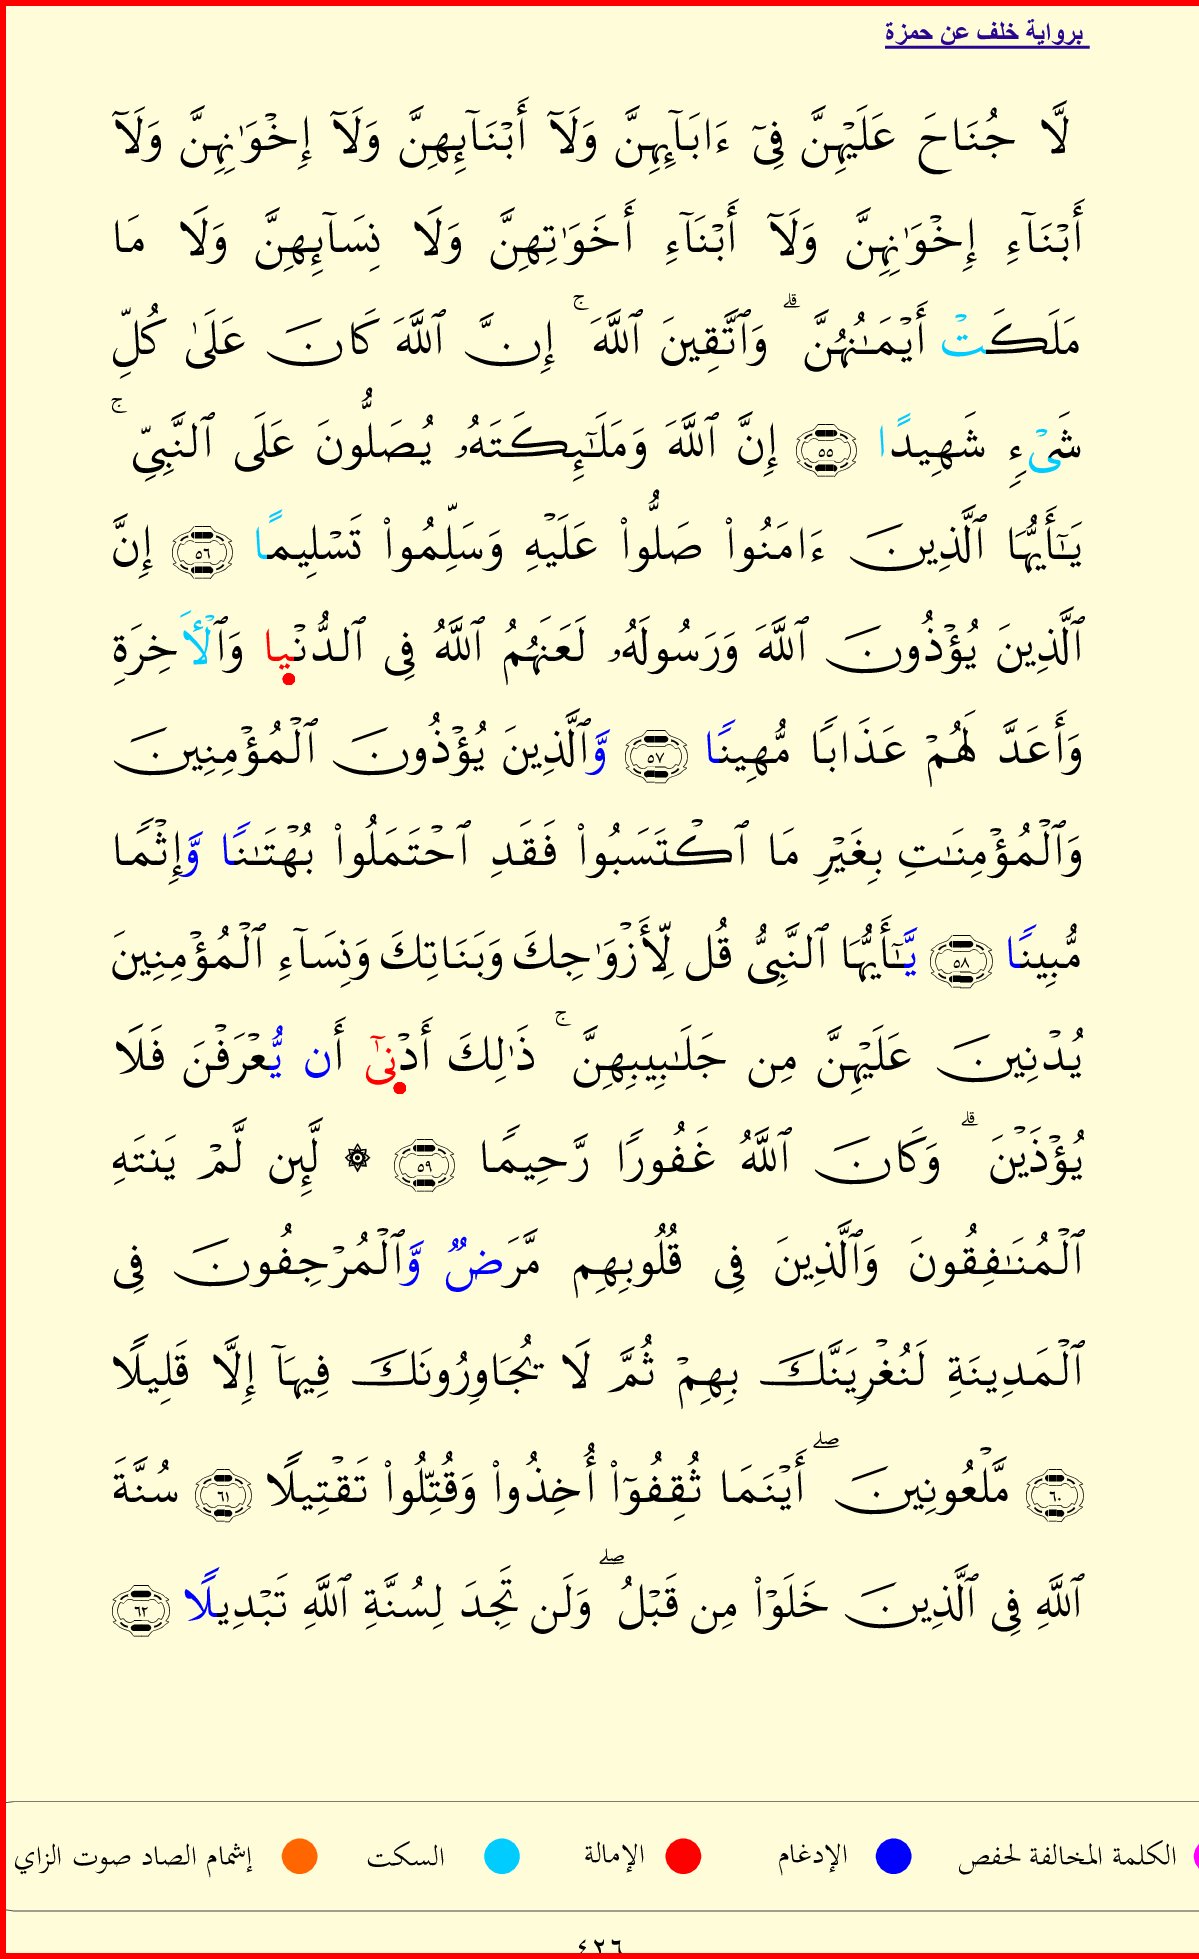 برواية خلف عن حمزة
لَّا جُنَاحَ عَلَيْهِنَّ فِىٓ ءَابَآئِهِنَّ وَلَآ أَبْنَآئِهِنَّ وَلَآ إِخْوَٰنِهِنَّ وَلَآ
أَبْنَآءِ إِخْوَٰنِهِنَّ وَلَآ أَبْنَآءِ أَخَوَٰتِهِنَّ وَلَا نِسَآئِهِنَّ وَلَا مَا
مَلَكَتْ أَيْمَـٰنُهُنَّ ۗ وَٱتَّقِينَ ٱللَّهَ ۚ إِنَّ ٱللَّهَ كَانَ عَلَىٰ كُلِّ
شَىْءٍ شَهِيدًا ٥٥ إِنَّ ٱللَّهَ وَمَلَـٰٓئِكَتَهُۥ يُصَلُّونَ عَلَى ٱلنَّبِىِّ ۚ
يَـٰٓأَيُّهَا ٱلَّذِينَ ءَامَنُوا۟ صَلُّوا۟ عَلَيْهِ وَسَلِّمُوا۟ تَسْلِيمًا ٥٦ إِنَّ
ٱلَّذِينَ يُؤْذُونَ ٱللَّهَ وَرَسُولَهُۥ لَعَنَهُمُ ٱللَّهُ فِى ٱلدُّنْيا وَٱلْأَخِرَةِ
وَأَعَدَّ لَهُمْ عَذَابًا مُّهِينًا ٥٧ وَّٱلَّذِينَ يُؤْذُونَ ٱلْمُؤْمِنِينَ
وَٱلْمُؤْمِنَـٰتِ بِغَيْرِ مَا ٱكْتَسَبُوا۟ فَقَدِ ٱحْتَمَلُوا۟ بُهْتَـٰنًا وَّإِثْمًا
مُّبِينًا ٥٨ يَّـٰٓأَيُّهَا ٱلنَّبِىُّ قُل لِّأَزْوَٰجِكَ وَبَنَاتِكَ وَنِسَآءِ ٱلْمُؤْمِنِينَ
يُدْنِينَ عَلَيْهِنَّ مِن جَلَـٰبِيبِهِنَّ ۚ ذَٰلِكَ أَدْنىٰٓ أَن يُّعْرَفْنَ فَلَا
يُؤْذَيْنَ ۗ وَكَانَ ٱللَّهُ غَفُورًا رَّحِيمًا ٥٩ ۞ لَّئِن لَّمْ يَنتَهِ
ٱلْمُنَـٰفِقُونَ وَٱلَّذِينَ فِى قُلُوبِهِم مَّرَضٌ وَّٱلْمُرْجِفُونَ فِى
ٱلْمَدِينَةِ لَنُغْرِيَنَّكَ بِهِمْ ثُمَّ لَا يُجَاوِرُونَكَ فِيهَآ إِلَّا قَلِيلًا
٦٠ مَّلْعُونِينَ ۖ أَيْنَمَا ثُقِفُوٓا۟ أُخِذُوا۟ وَقُتِّلُوا۟ تَقْتِيلًا ٦١ سُنَّةَ
ٱللَّهِ فِى ٱلَّذِينَ خَلَوْا۟ مِن قَبْلُ ۖ وَلَن تَجِدَ لِسُنَّةِ ٱللَّهِ تَبْدِيلًا ٦٢
الكلمة المخالفة لحفص الإدغام الإمالة السكت إشمام الصاد صوت الزاي
٤٢٦